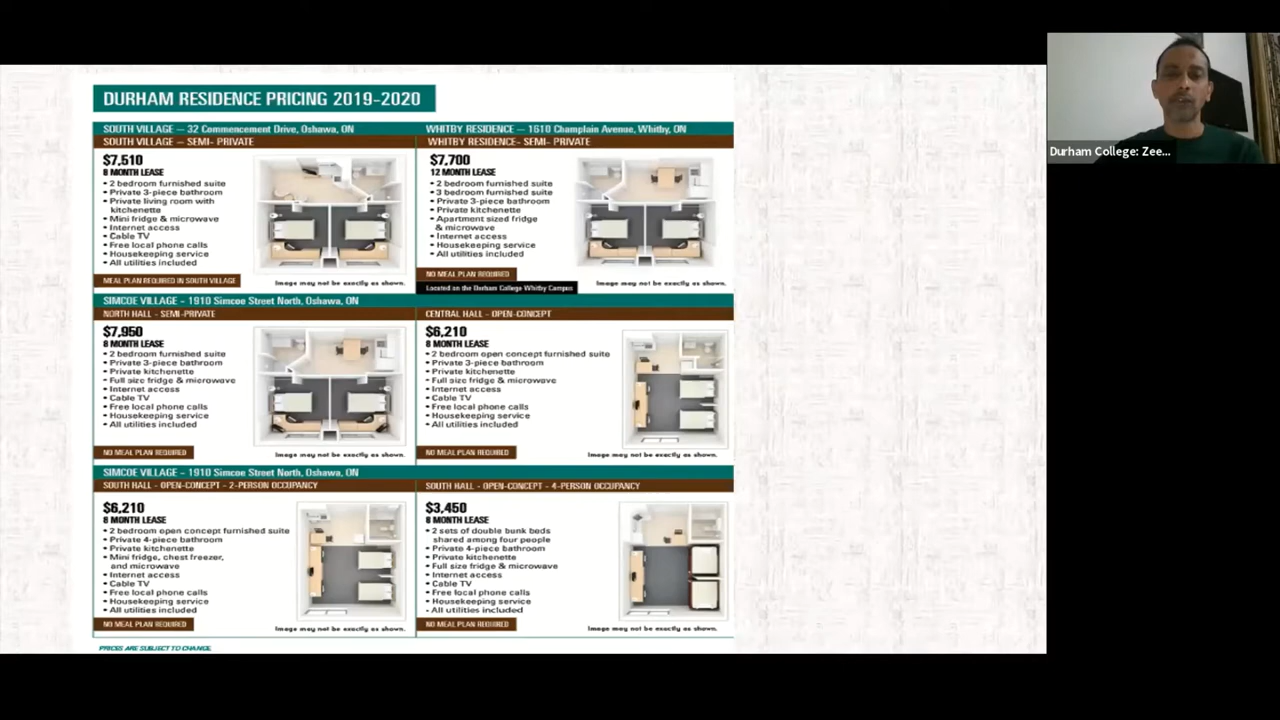 DURHAM RESIDENCE PRICING 2019-2020
SOUTH VILLAGE – 32 Commencement Drive, Oshawa, ON
SOUTH VILLAGE – SEMI- PRIVATE
$7,510
8 MONTH LEASE
• 2 bedroom furnished suite
• Private 3-piece bathroom
• Private living room with
kitchenette
• Mini fridge & microwave
• Internet access
• Cable TV
• Free local phone calls
• Housekeeping service
• All utilities included
MEAL PLAN REQUIRED IN SOUTH VILLAGE
Image may not be exactly as shown.
WHITBY RESIDENCE – 1610 Champlain Avenue, Whitby, ON
WHITBY RESIDENCE- SEMI- PRIVATE
$7,700
12 MONTH LEASE
• 2 bedroom furnished suite
• 3 bedroom furnished suite
• Private 3-piece bathroom
• Private kitchenette
• Apartment sized fridge
& microwave
• Internet access
• Housekeeping service
• All utilities included
NO MEAL PLAN REQUIRED
Located on the Durham College Whitby Campus
Image may not be exactly as shown.
SIMCOE VILLAGE – 1910 Simcoe Street North, Oshawa, ON
NORTH HALL - SEMI-PRIVATE
$7,950
8 MONTH LEASE
• 2 bedroom furnished suite
• Private 3-piece bathroom
• Private kitchenette
• Full size fridge & microwave
• Internet access
• Cable TV
• Free local phone calls
• Housekeeping service
• All utilities included
NO MEAL PLAN REQUIRED
Image may not be exactly as shown.
CENTRAL HALL - OPEN-CONCEPT
$6,210
8 MONTH LEASE
• 2 bedroom open concept furnished suite
• Private 3-piece bathroom
• Private kitchenette
• Full size fridge & microwave
• Internet access
• Cable TV
• Free local phone calls
• Housekeeping service
• All utilities included
NO MEAL PLAN REQUIRED
Image may not be exactly as shown.
SIMCOE VILLAGE – 1910 Simcoe Street North, Oshawa, ON
SOUTH HALL - OPEN-CONCEPT - 2-PERSON OCCUPANCY
$6,210
8 MONTH LEASE
• 2 bedroom open concept furnished suite
• Private 4-piece bathroom
• Private kitchenette
• Mini fridge, chest freezer,
and microwave
• Internet access
• Cable TV
• Free local phone calls
• Housekeeping service
• All utilities included
NO MEAL PLAN REQUIRED
Image may not be exactly as shown.
SOUTH HALL - OPEN-CONCEPT - 4-PERSON OCCUPANCY
$3,450
8 MONTH LEASE
• 2 sets of double bunk beds
shared among four people
• Private 4-piece bathroom
• Private kitchenette
• Full size fridge & microwave
• Internet access
• Cable TV
• Free local phone calls
• Housekeeping service
- All utilities included
NO MEAL PLAN REQUIRED
Image may not be exactly as shown.
PRICES ARE SUBJECT TO CHANGE.
Durham College: Zee...